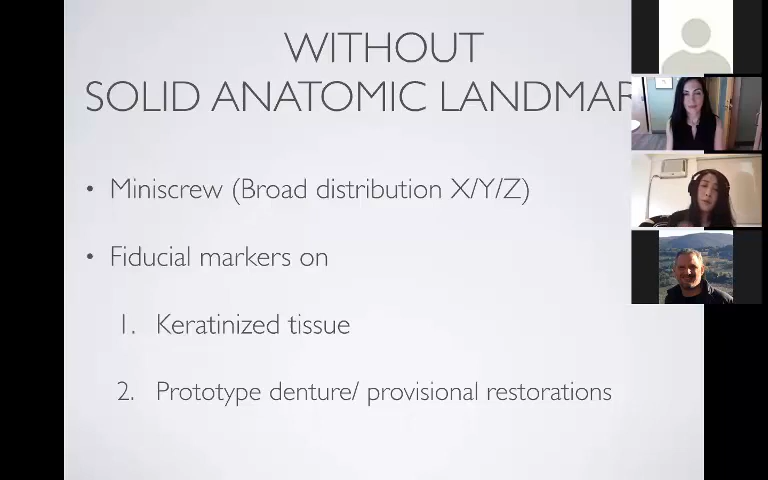 WITHOUT
SOLID ANATOMIC LANDMAR
• Miniscrew (Broad distribution X/Y/Z)
• Fiducial markers on
1. Keratinized tissue
2. Prototype denture/ provisional restorations